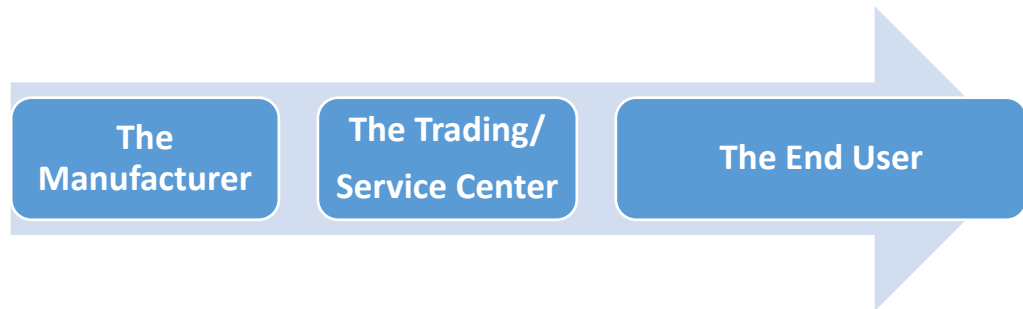 The
Manufacturer
The Trading/
Service Center
The End User